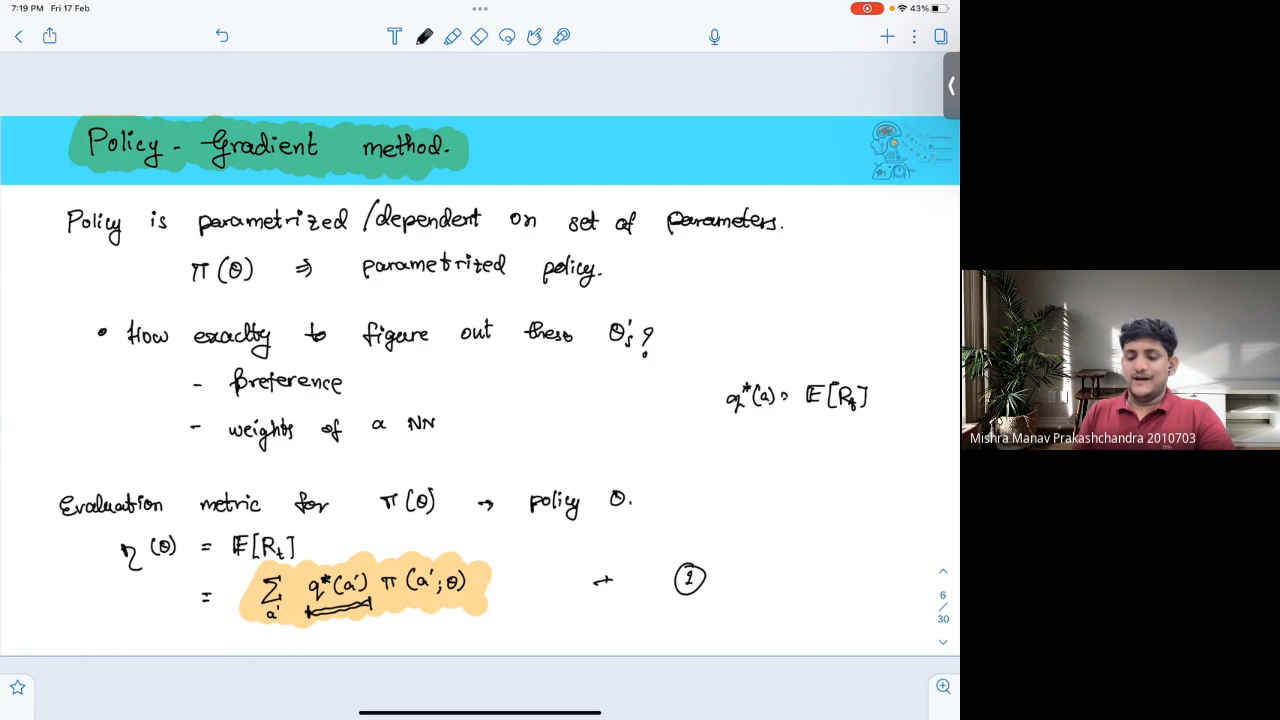 7:19 PM Fri 17 Feb
43%
Policy - Gradient method.
Policy is parametrized / dependent on set of parameters.
π(θ) ⇒ parametrized policy.
• How exactly to figure out these θ's?
- preference
- weights of a NN
q*(a) = E[Rt]
Evaluation metric for π(θ) → policy θ.
η(θ) = E[Rt]
= Σa' q*(a') π(a';θ) → ①
6
/
30
Mishra Manav Prakashchandra 2010703